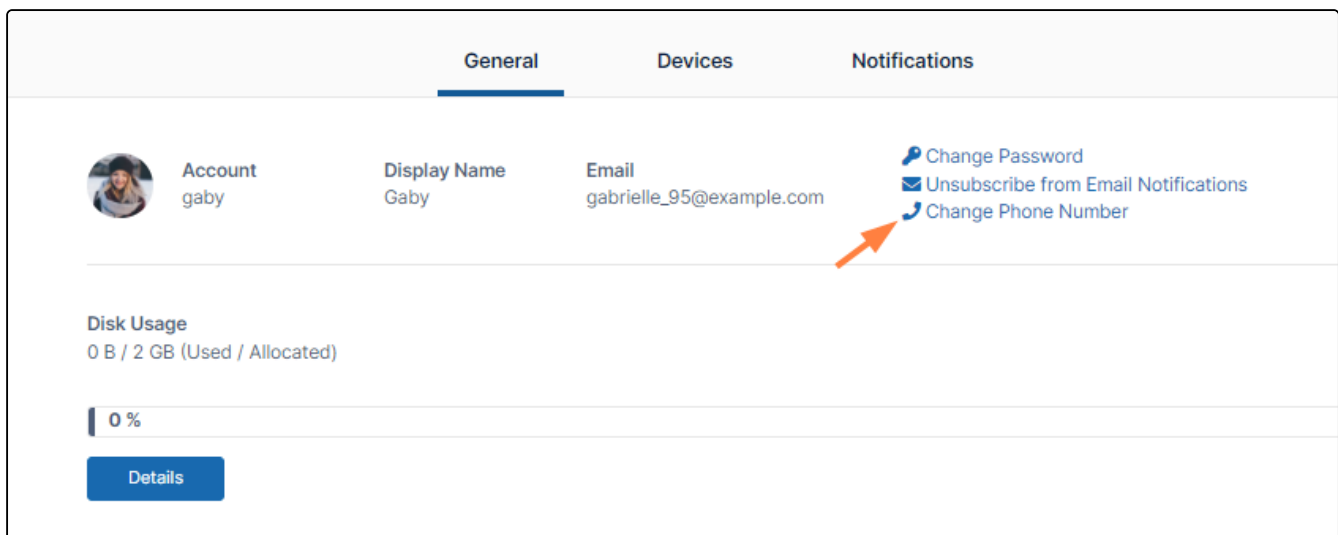 General Devices Notifications
Account Display Name Email
gaby Gaby gabrielle_95@example.com
Change Password
Unsubscribe from Email Notifications
Change Phone Number
Disk Usage
0 B / 2 GB (Used / Allocated)
0 %
Details